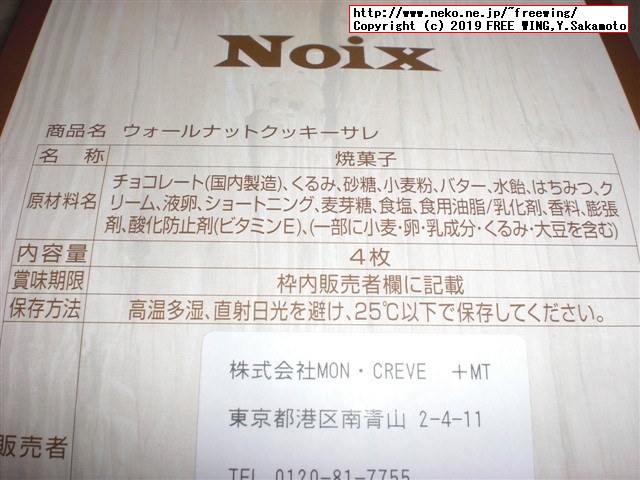 http://www.neko.ne.jp/~freewing/
Copyright (c) 2019 FREE WING,Y.Sakamoto
Noix
商品名 ウォールナットクッキーサレ
名 称 焼菓子
原材料名 チョコレート(国内製造)、くるみ、砂糖、小麦粉、バター、水飴、はちみつ、ク
リーム、液卵、ショートニング、麦芽糖、食塩、食用油脂/乳化剤、香料、膨張
剤、酸化防止剤(ビタミンE)、(一部に小麦・卵・乳成分・くるみ・大豆を含む)
内容量 4枚
賞味期限 枠内販売者欄に記載
保存方法 高温多湿、直射日光を避け、25℃以下で保存してください。
株式会社MON・CREVE +MT
東京都港区南青山 2-4-11
販売者
TEL 0120-81-7755